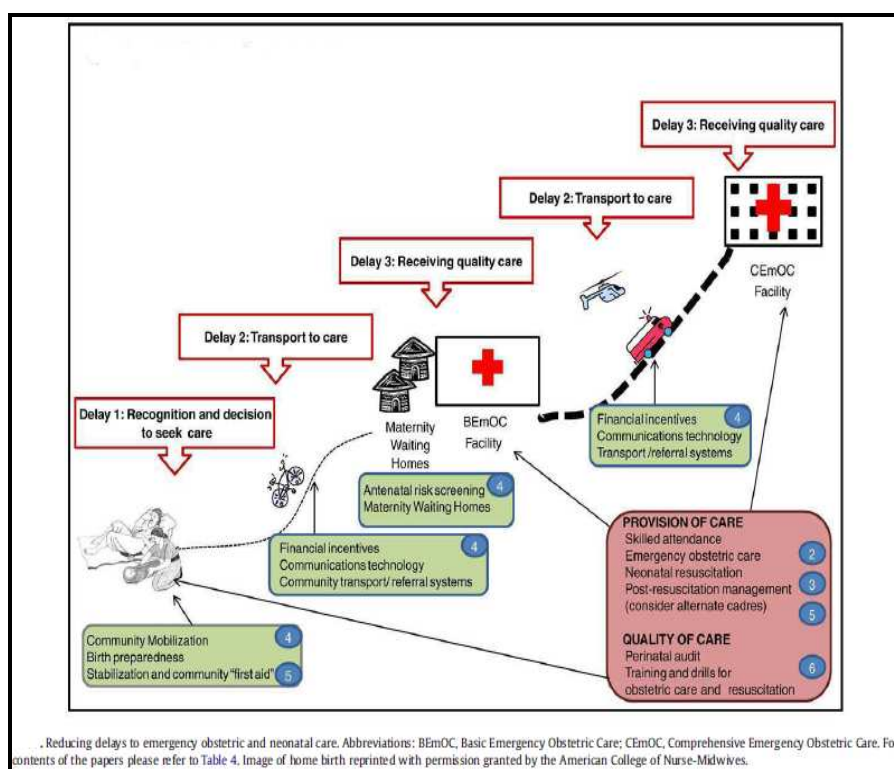 Delay 3: Receiving quality care
Delay 2: Transport to care
CEmOC
Facility
Delay 3: Receiving quality care
Delay 2: Transport to care
Maternity
Waiting
Homes
BEmOC
Facility
Delay 1: Recognition and decision
to seek care
Financial incentives
Communications technology
Transport /referral systems
4
Antenatal risk screening
Maternity Waiting Homes
4
Financial incentives
Communications technology
Community transport/ referral systems
4
Community Mobilization
Birth preparedness
Stabilization and community "first aid"
4
5
PROVISION OF CARE
Skilled attendance
Emergency obstetric care
Neonatal resuscitation
Post-resuscitation management
(consider alternate cadres)
2
3
5
QUALITY OF CARE
Perinatal audit
Training and drills for
obstetric care and resuscitation
6
. Reducing delays to emergency obstetric and neonatal care. Abbreviations: BEmOC, Basic Emergency Obstetric Care; CEmOC, Comprehensive Emergency Obstetric Care. Fo
contents of the papers please refer to Table 4. Image of home birth reprinted with permission granted by the American College of Nurse-Midwives.